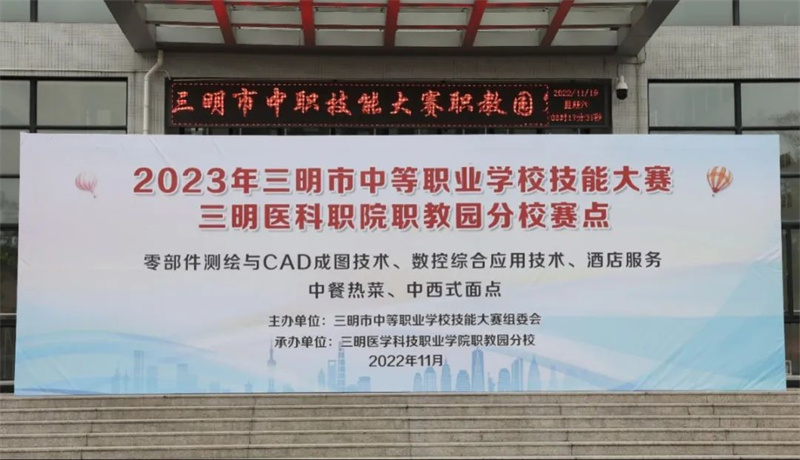 三明市中职技能大赛职教园
2022/11/19
星期六
2023年三明市中等职业学校技能大赛
三明医科职院职教园分校赛点
零部件测绘与CAD成图技术、数控综合应用技术、酒店服务
中餐热菜、中西式面点
主办单位：三明市中等职业学校技能大赛组委会
承办单位：三明医学科技职业学院职教园分校
2022年11月